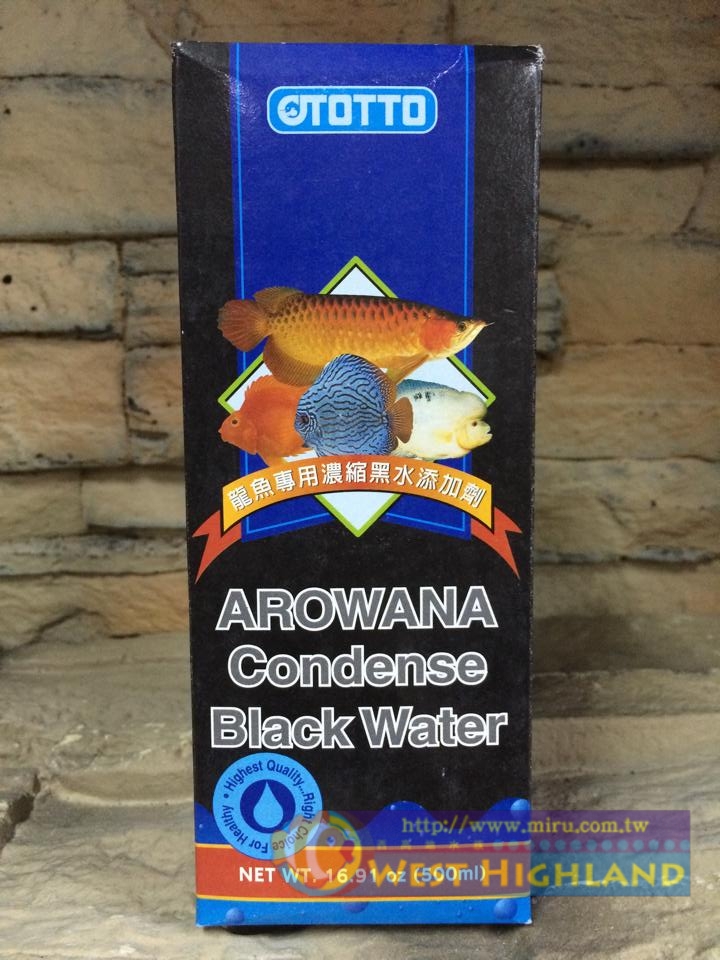 OTOTTO
龍魚專用濃縮黑水添加劑
AROWANA
Condense
Black Water
Highest Quality...Right Choice For Healthy •
http://www.miru.com.tw
WEST HIGHLAND
NET WT. 16.91 oz (500ml)